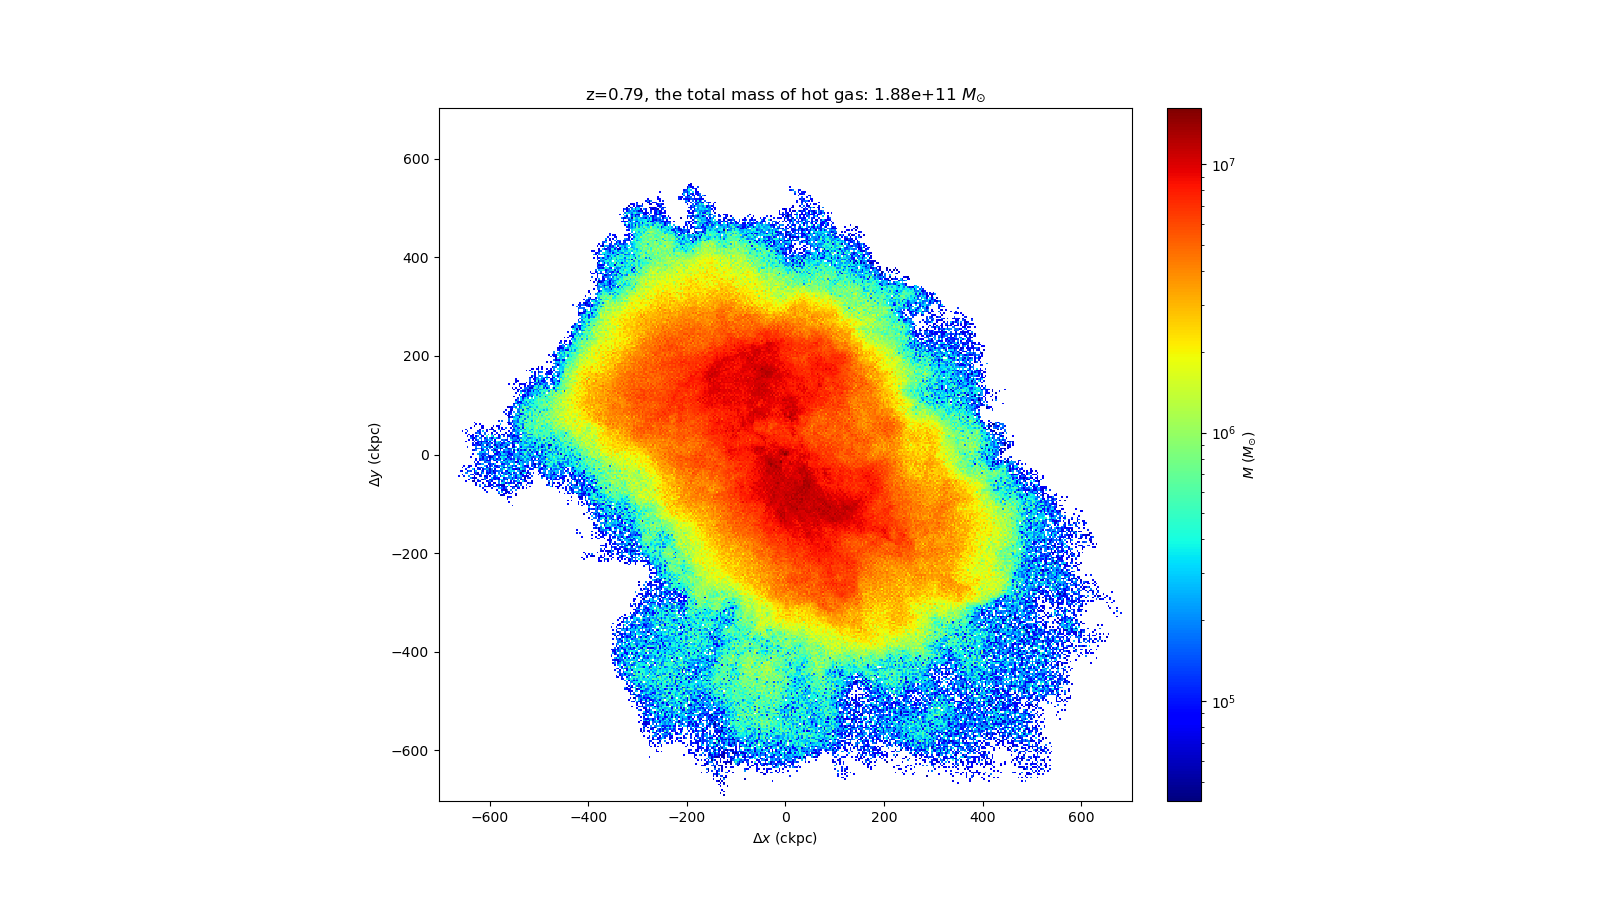 z=0.79, the total mass of hot gas: 1.88e+11 M☉
600
400
200
0
−200
−400
−600
Δy (ckpc)
−600 −400 −200 0 200 400 600
Δx (ckpc)
10⁷
10⁶
10⁵
M (M☉)